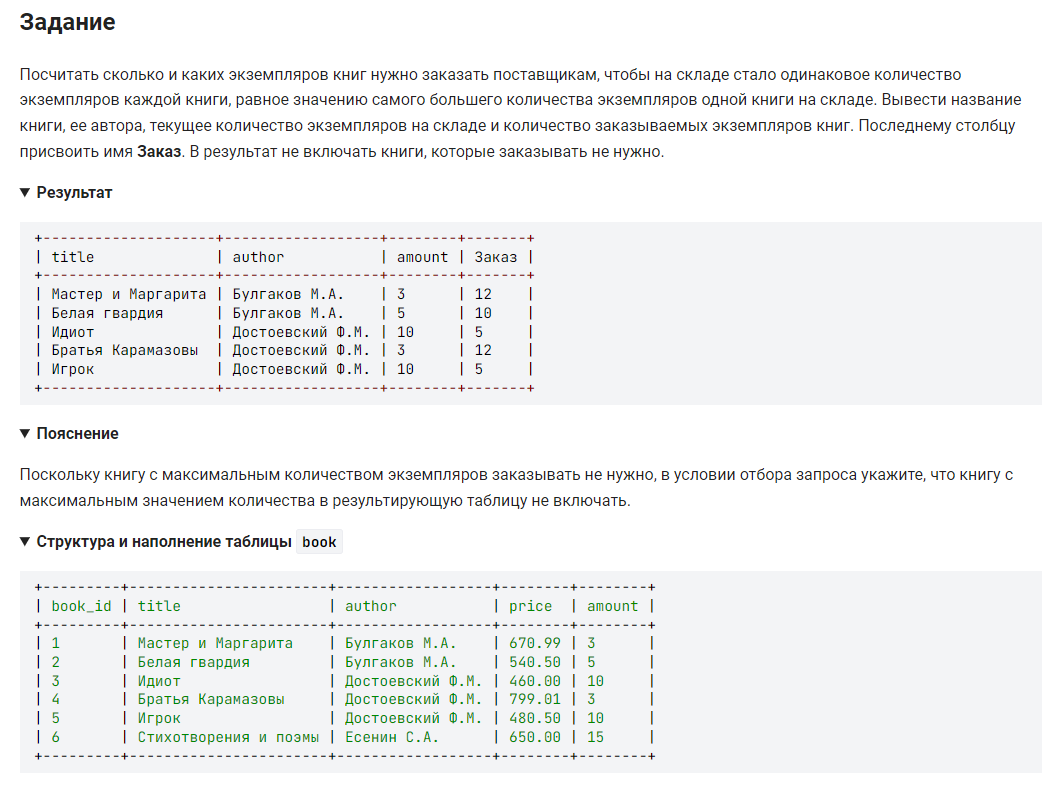 Задание
Посчитать сколько и каких экземпляров книг нужно заказать поставщикам, чтобы на складе стало одинаковое количество
экземпляров каждой книги, равное значению самого большего количества экземпляров одной книги на складе. Вывести название
книги, ее автора, текущее количество экземпляров на складе и количество заказываемых экземпляров книг. Последнему столбцу
присвоить имя Заказ. В результат не включать книги, которые заказывать не нужно.
▼ Результат
+--------------------+------------------+--------+-------+
| title              | author           | amount | Заказ |
+--------------------+------------------+--------+-------+
| Мастер и Маргарита | Булгаков М.А.    | 3      | 12    |
| Белая гвардия      | Булгаков М.А.    | 5      | 10    |
| Идиот              | Достоевский Ф.М. | 10     | 5     |
| Братья Карамазовы  | Достоевский Ф.М. | 3      | 12    |
| Игрок              | Достоевский Ф.М. | 10     | 5     |
+--------------------+------------------+--------+-------+
▼ Пояснение
Поскольку книгу с максимальным количеством экземпляров заказывать не нужно, в условии отбора запроса укажите, что книгу с
максимальным значением количества в результирующую таблицу не включать.
▼ Структура и наполнение таблицы book
+---------+-----------------------+------------------+--------+--------+
| book_id | title                 | author           | price  | amount |
+---------+-----------------------+------------------+--------+--------+
| 1       | Мастер и Маргарита    | Булгаков М.А.    | 670.99 | 3      |
| 2       | Белая гвардия         | Булгаков М.А.    | 540.50 | 5      |
| 3       | Идиот                 | Достоевский Ф.М. | 460.00 | 10     |
| 4       | Братья Карамазовы     | Достоевский Ф.М. | 799.01 | 3      |
| 5       | Игрок                 | Достоевский Ф.М. | 480.50 | 10     |
| 6       | Стихотворения и поэмы | Есенин С.А.      | 650.00 | 15     |
+---------+-----------------------+------------------+--------+--------+